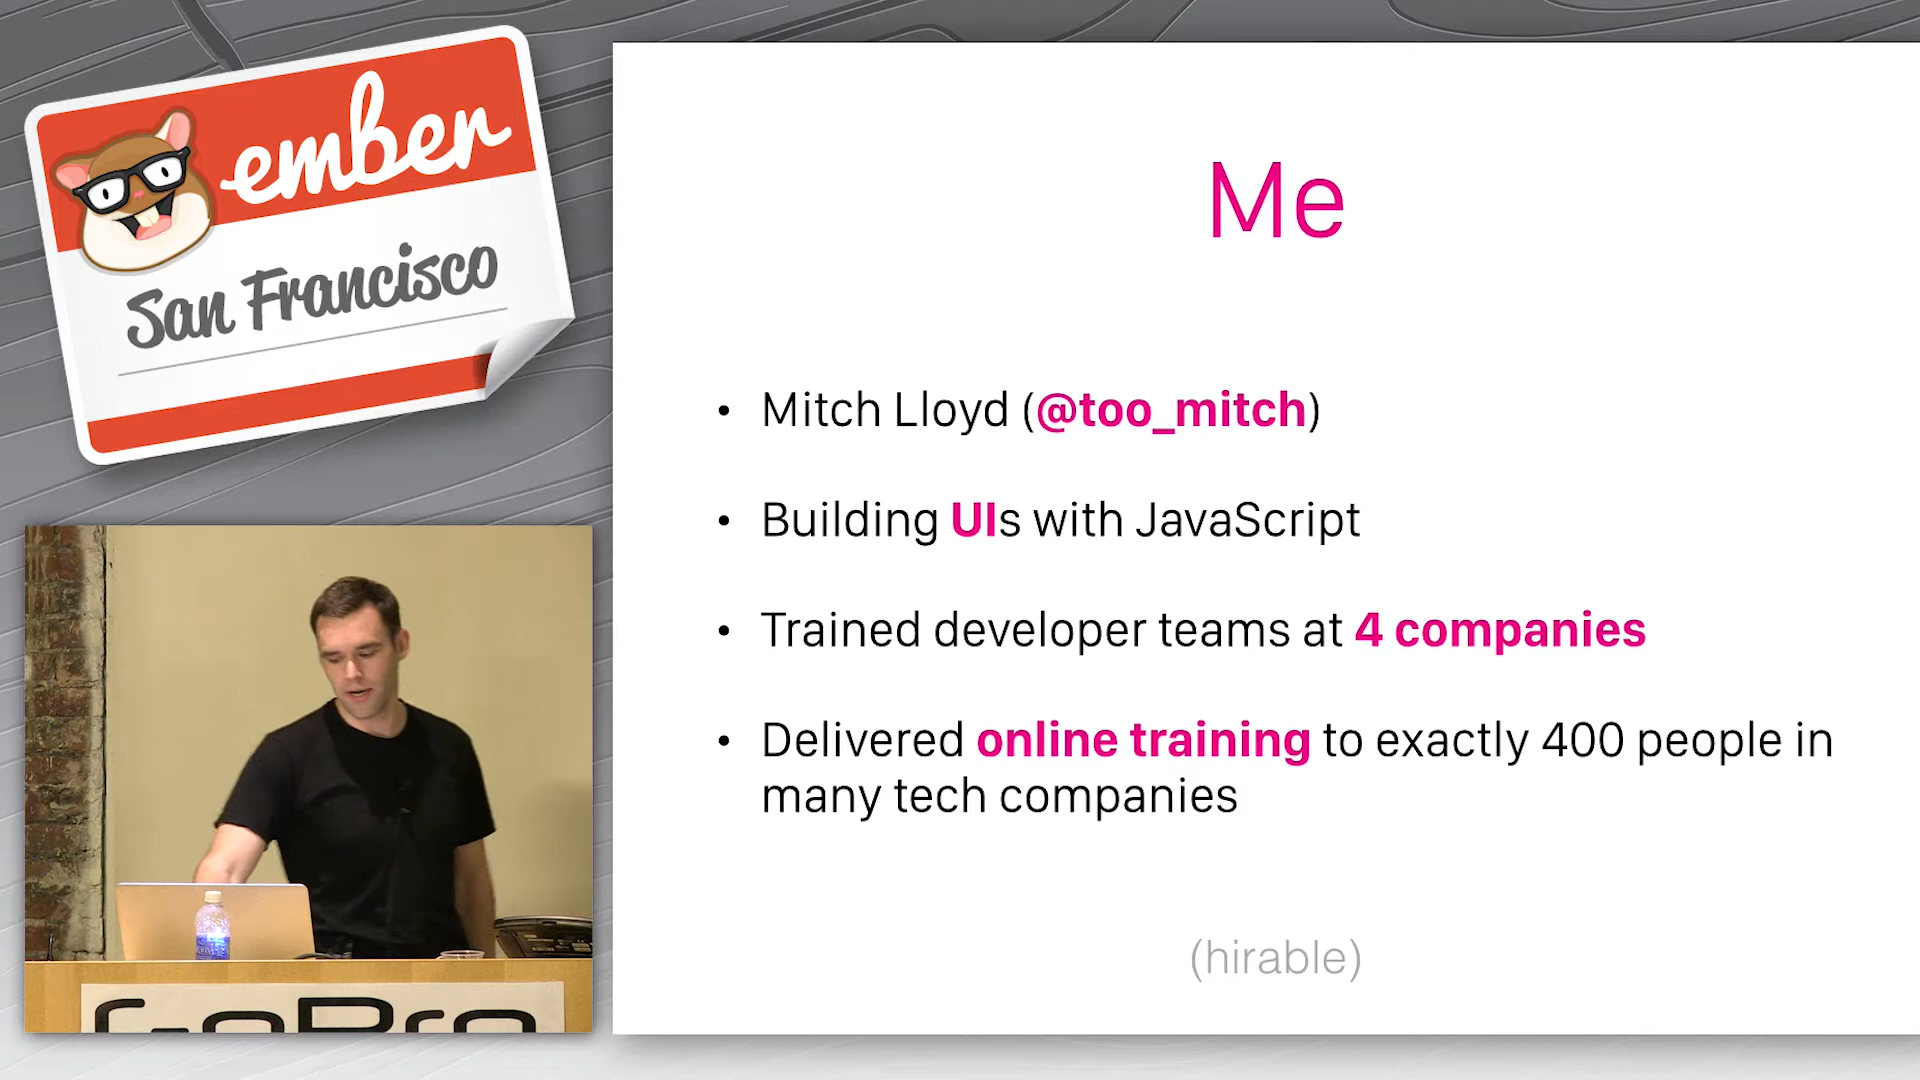 ember
San Francisco
Me
• Mitch Lloyd (@too_mitch)
• Building UIs with JavaScript
• Trained developer teams at 4 companies
• Delivered online training to exactly 400 people in
many tech companies
(hirable)
GoPro